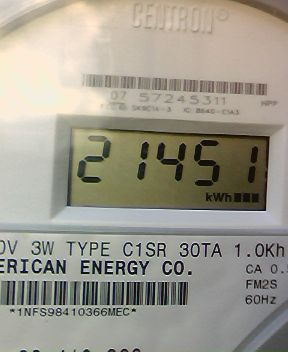 CENTRON®
07 57245311
21451
kWh
0V 3W TYPE C1SR 30TA 1.0Kh
ERICAN ENERGY CO.
CA 0.
FM2S
60Hz
*1NFS98410366MEC*